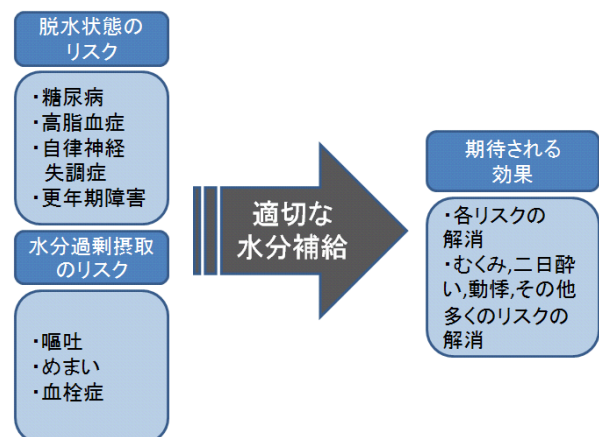 脱水状態の
リスク
・糖尿病
・高脂血症
・自律神経
失調症
・更年期障害
水分過剰摂取
のリスク
・嘔吐
・めまい
・血栓症
適切な
水分補給
期待される
効果
・各リスクの
解消
・むくみ,二日酔
い,動悸,その他
多くのリスクの
解消